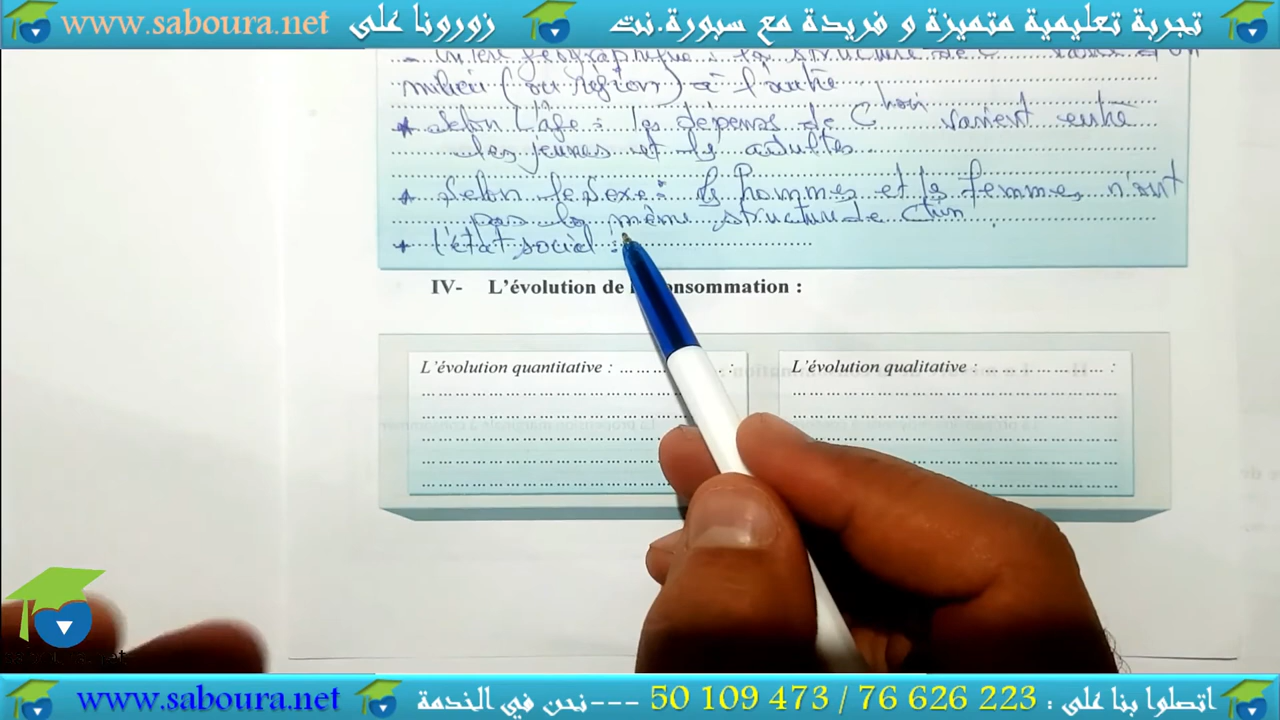 تجربة تعليمية متميزة و فريدة مع سبورة.نت زورونا على www.saboura.net
milieu (ou région) à l'autre
* Selon l'âge : les dépenses de C varient entre
les jeunes et les adultes.
* Selon le sexe : les hommes et les femmes n'ont
pas la même structure de
* l'état social :
IV- L'évolution de consommation :
L'évolution quantitative : :
L'évolution qualitative : :
اتصلوا بنا على : 50 109 473 / 76 626 223 ---نحن في الخدمة www.saboura.net